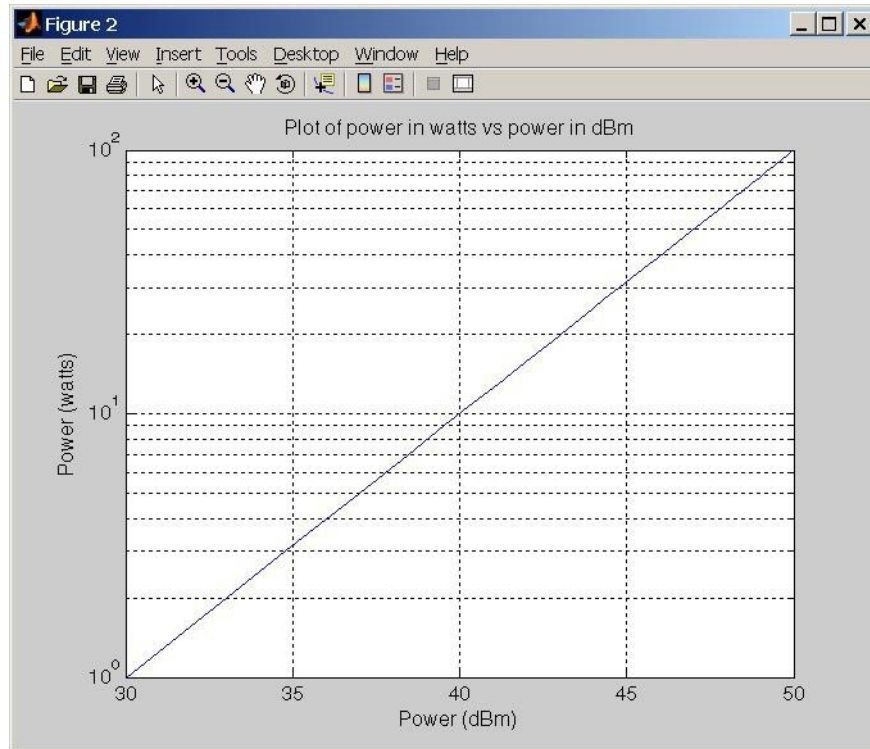 Figure 2
File Edit View Insert Tools Desktop Window Help
Plot of power in watts vs power in dBm
10^2
10^1
10^0
Power (watts)
30 35 40 45 50
Power (dBm)